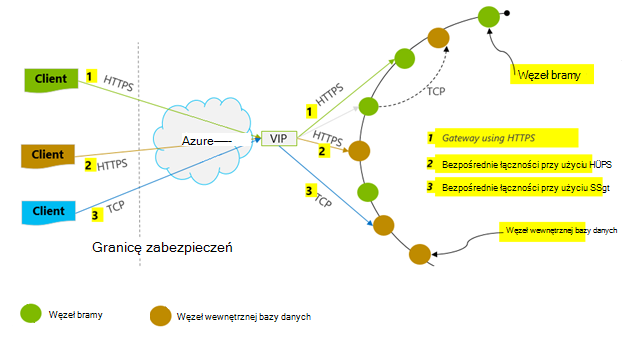 Client
1
HTTPS
Client
2
HTTPS
Client
3
TCP
Azure
VIP
1
HTTPS
HTTPS
2
3
TCP
TCP
Węzeł bramy
1 Gateway using HTTPS
2 Bezpośrednie łączności przy użyciu HÜPS
3 Bezpośrednie łączności przy użyciu SSgt
Węzeł wewnętrznej bazy danych
Granicę zabezpieczeń
Węzeł bramy
Węzeł wewnętrznej bazy danych